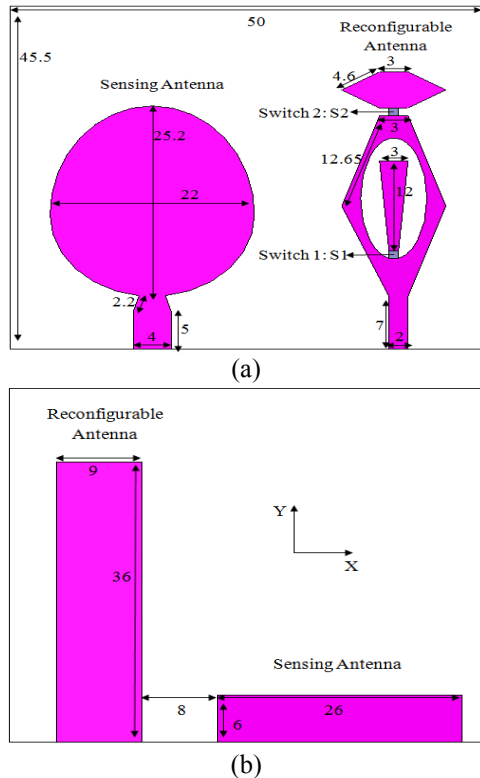 50
45.5
Reconfigurable
Antenna
3
4.6
Sensing Antenna
Switch 2: S2
25.2
3
12.65
3
22
12
Switch 1: S1
2.2
4
5
7
2
(a)
Reconfigurable
Antenna
9
Y
X
36
Sensing Antenna
8
26
6
(b)